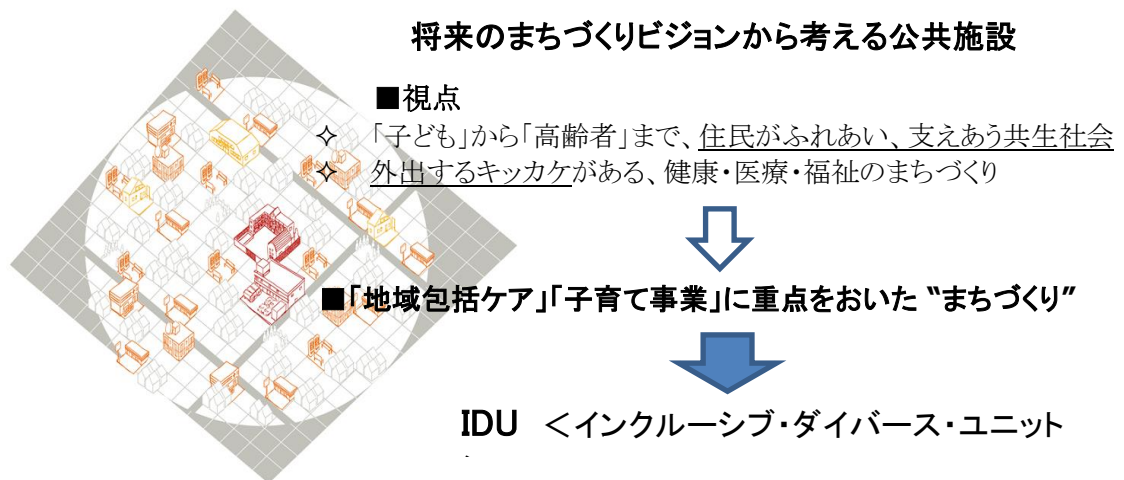 将来のまちづくりビジョンから考える公共施設
■視点
✧ 「子ども」から「高齢者」まで、住民がふれあい、支えあう共生社会
✧ 外出するキッカケがある、健康・医療・福祉のまちづくり
■「地域包括ケア」「子育て事業」に重点をおいた “まちづくり”
IDU <インクルーシブ・ダイバース・ユニット